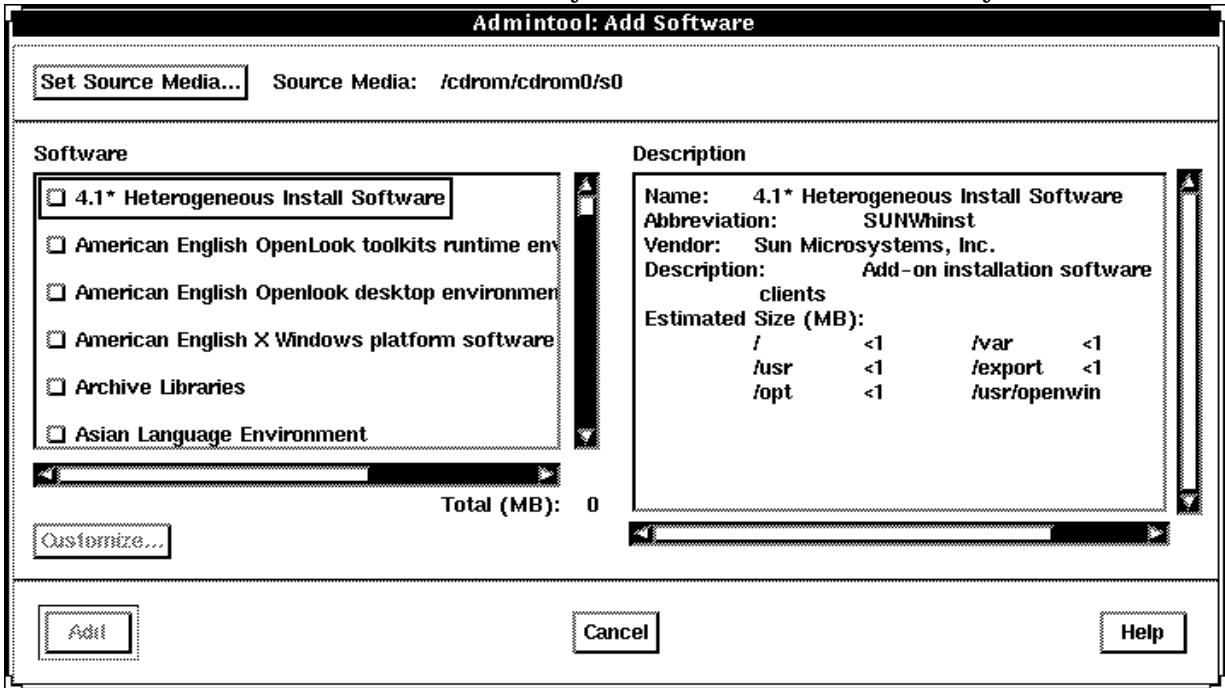 Admintool: Add Software
Set Source Media... Source Media: /cdrom/cdrom0/s0
Software
4.1* Heterogeneous Install Software
American English OpenLook toolkits runtime env
American English Openlook desktop environmen
American English X Windows platform software
Archive Libraries
Asian Language Environment
Total (MB): 0
Customize...
Description
Name: 4.1* Heterogeneous Install Software
Abbreviation: SUNWhinst
Vendor: Sun Microsystems, Inc.
Description: Add-on installation software
clients
Estimated Size (MB):
/ <1 /var <1
/usr <1 /export <1
/opt <1 /usr/openwin
Add Cancel Help